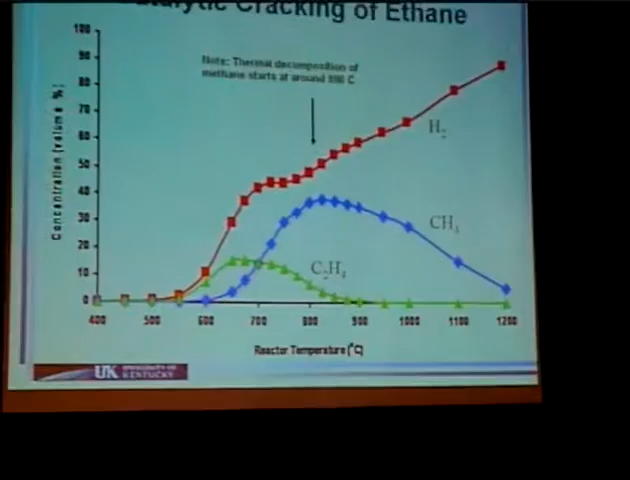 Cracking of Ethane
100
Note: Thermal decomposition of
methane starts at around
90
80
70
60
50
40
30
20
10
0
Concentration (volume %)
H₂
CH₄
C₂H₄
400
500
600
700
800
900
1000
1100
1200
Reactor Temperature (°C)
UK UNIVERSITY OF
KENTUCKY